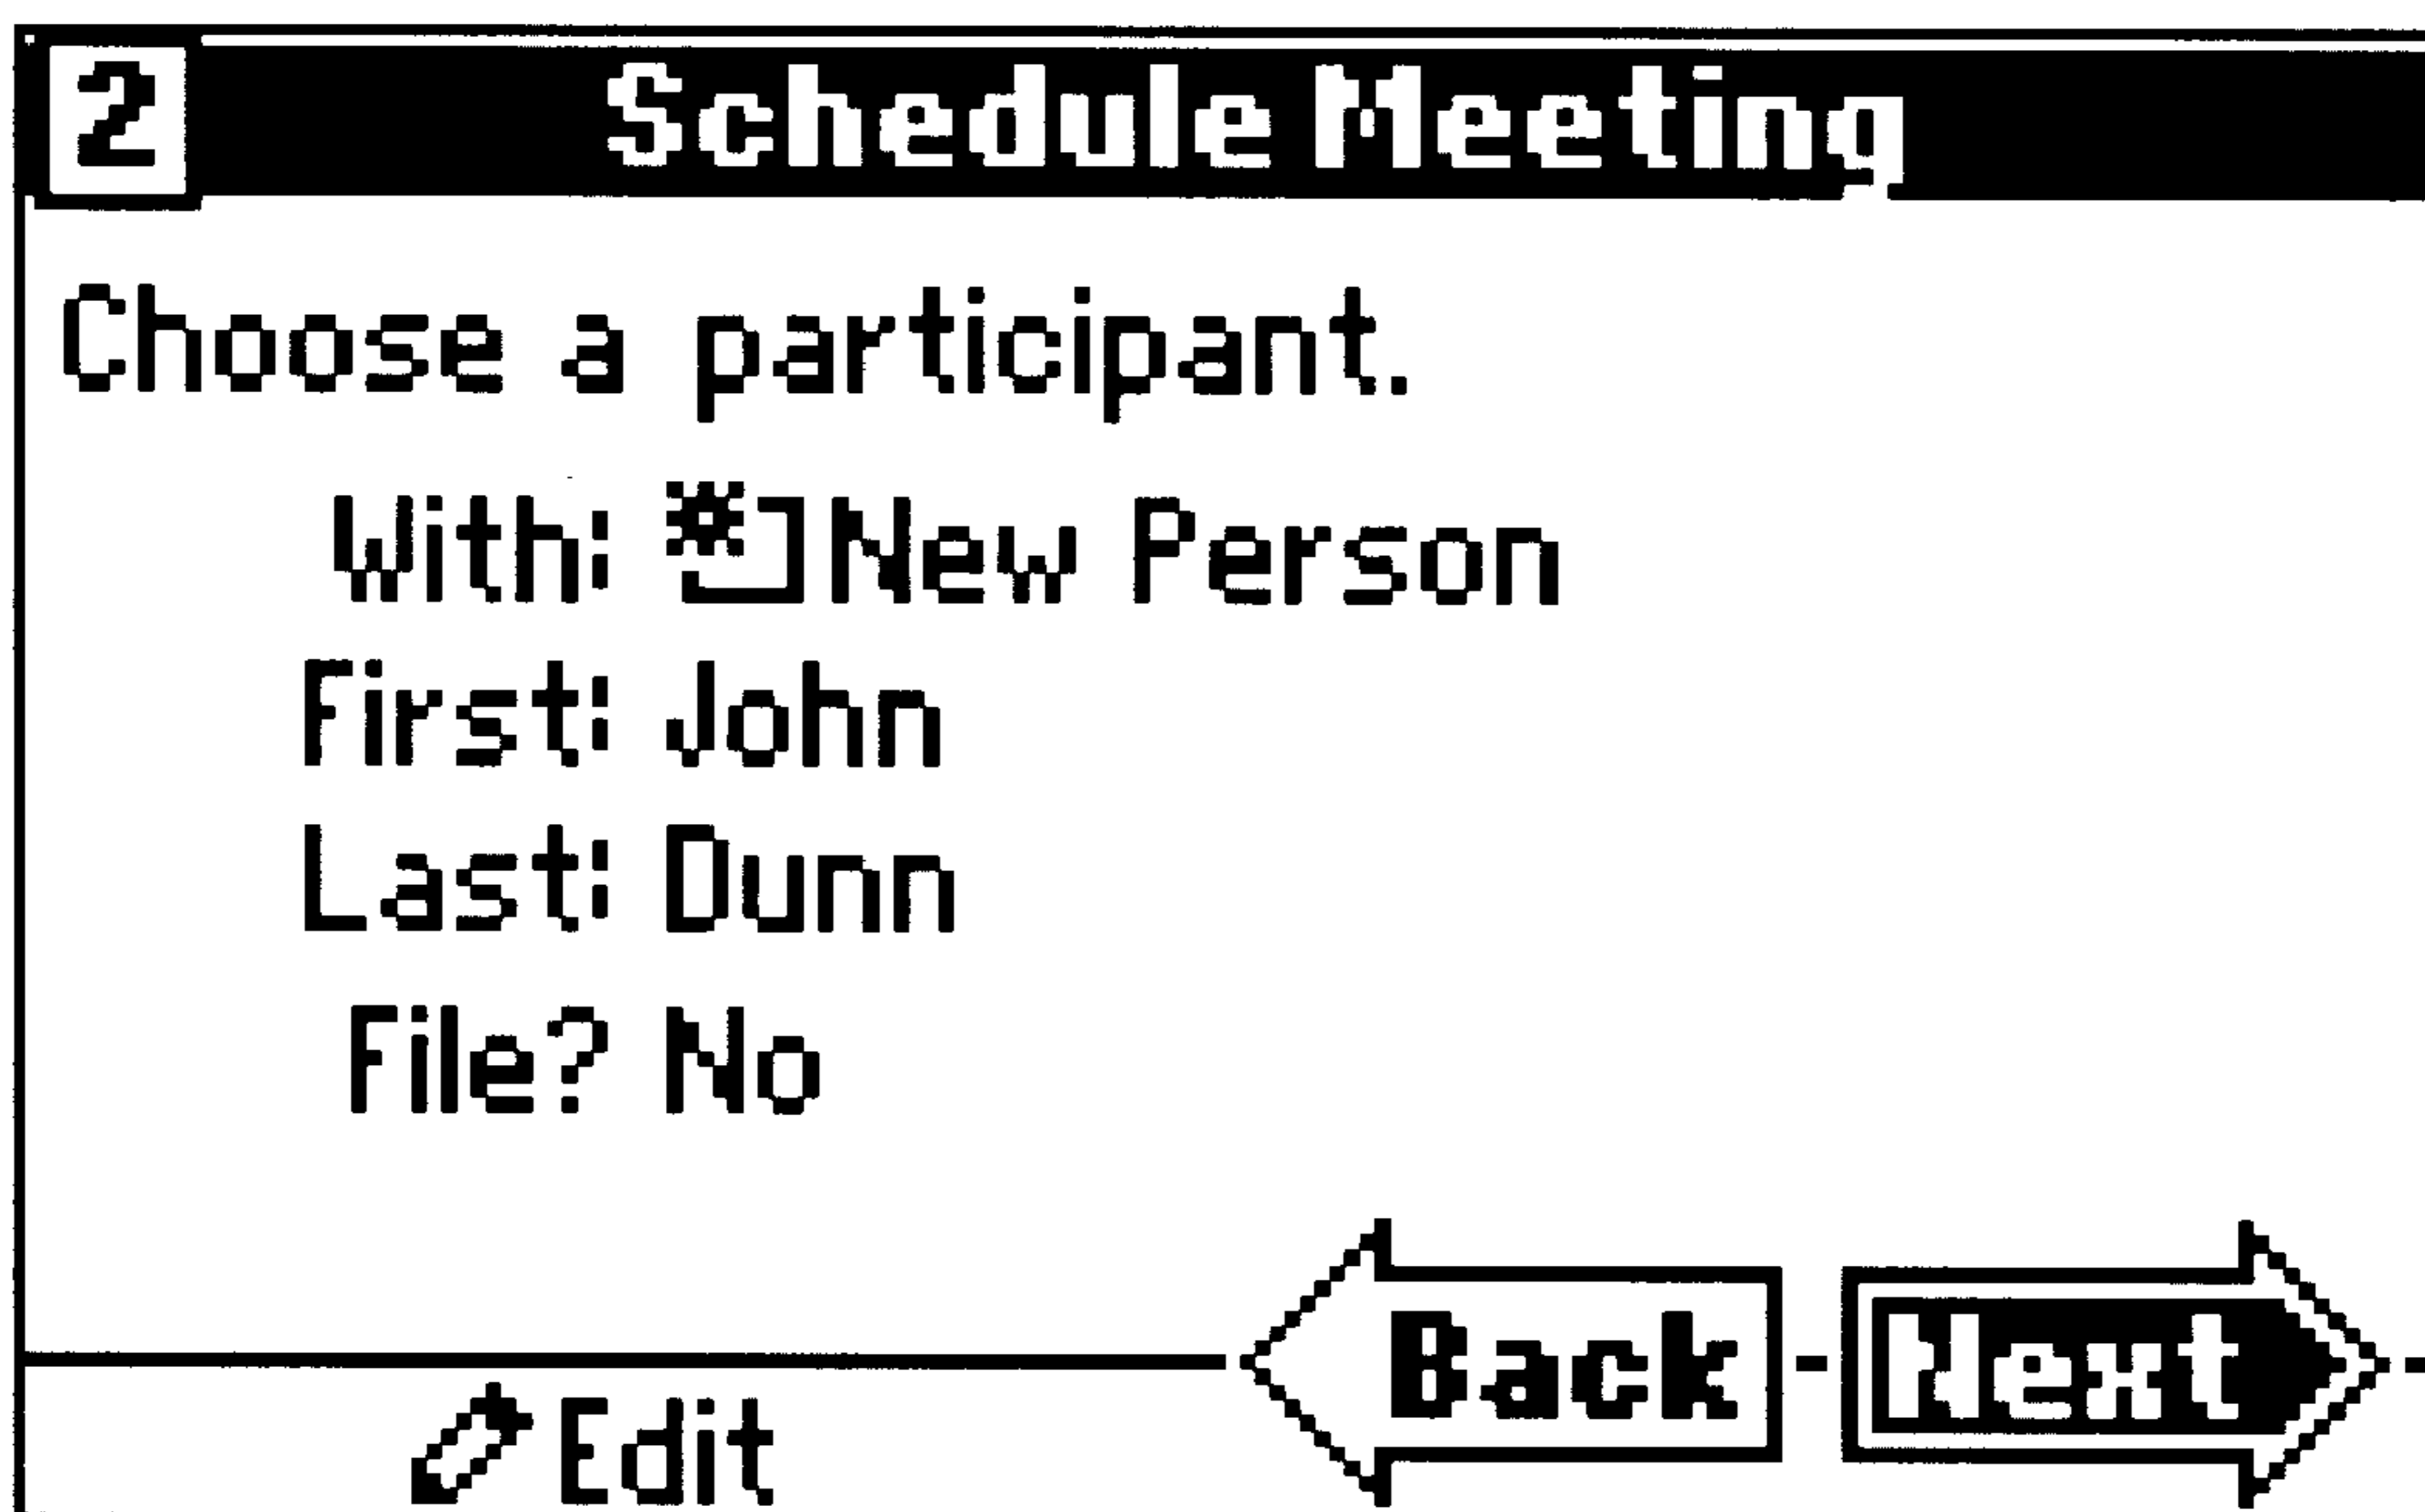 2 Schedule Meeting
Choose a participant.
With: New Person
First: John
Last: Dunn
File? No
Back Next
Edit